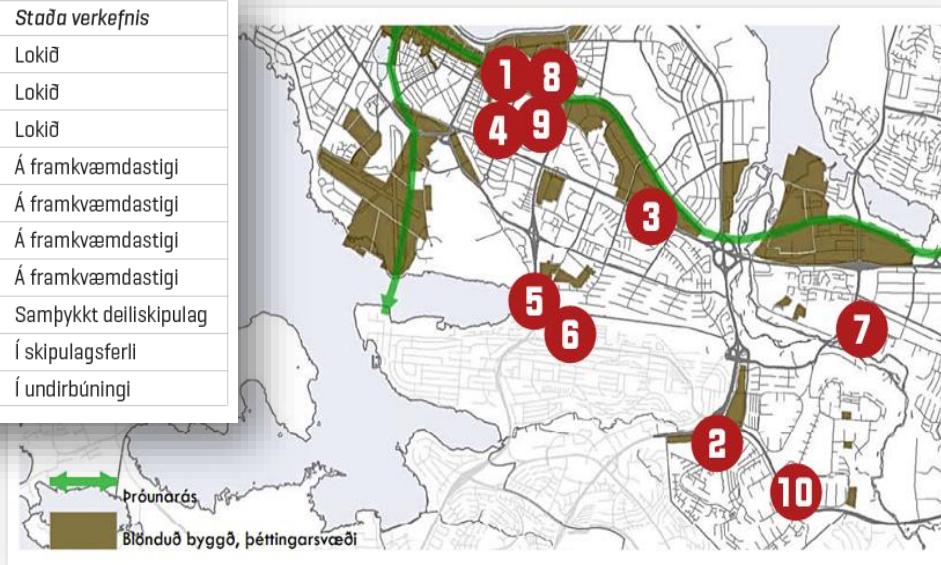 Staða verkefnis
Lokið
Lokið
Lokið
Á framkvæmdastigi
Á framkvæmdastigi
Á framkvæmdastigi
Á framkvæmdastigi
Samþykkt deiliskipulag
Í skipulagsferli
Í undirbúningi
1
8
4
9
3
5
6
7
2
10
Þróunarás
Blönduð byggð, þéttingarsvæði